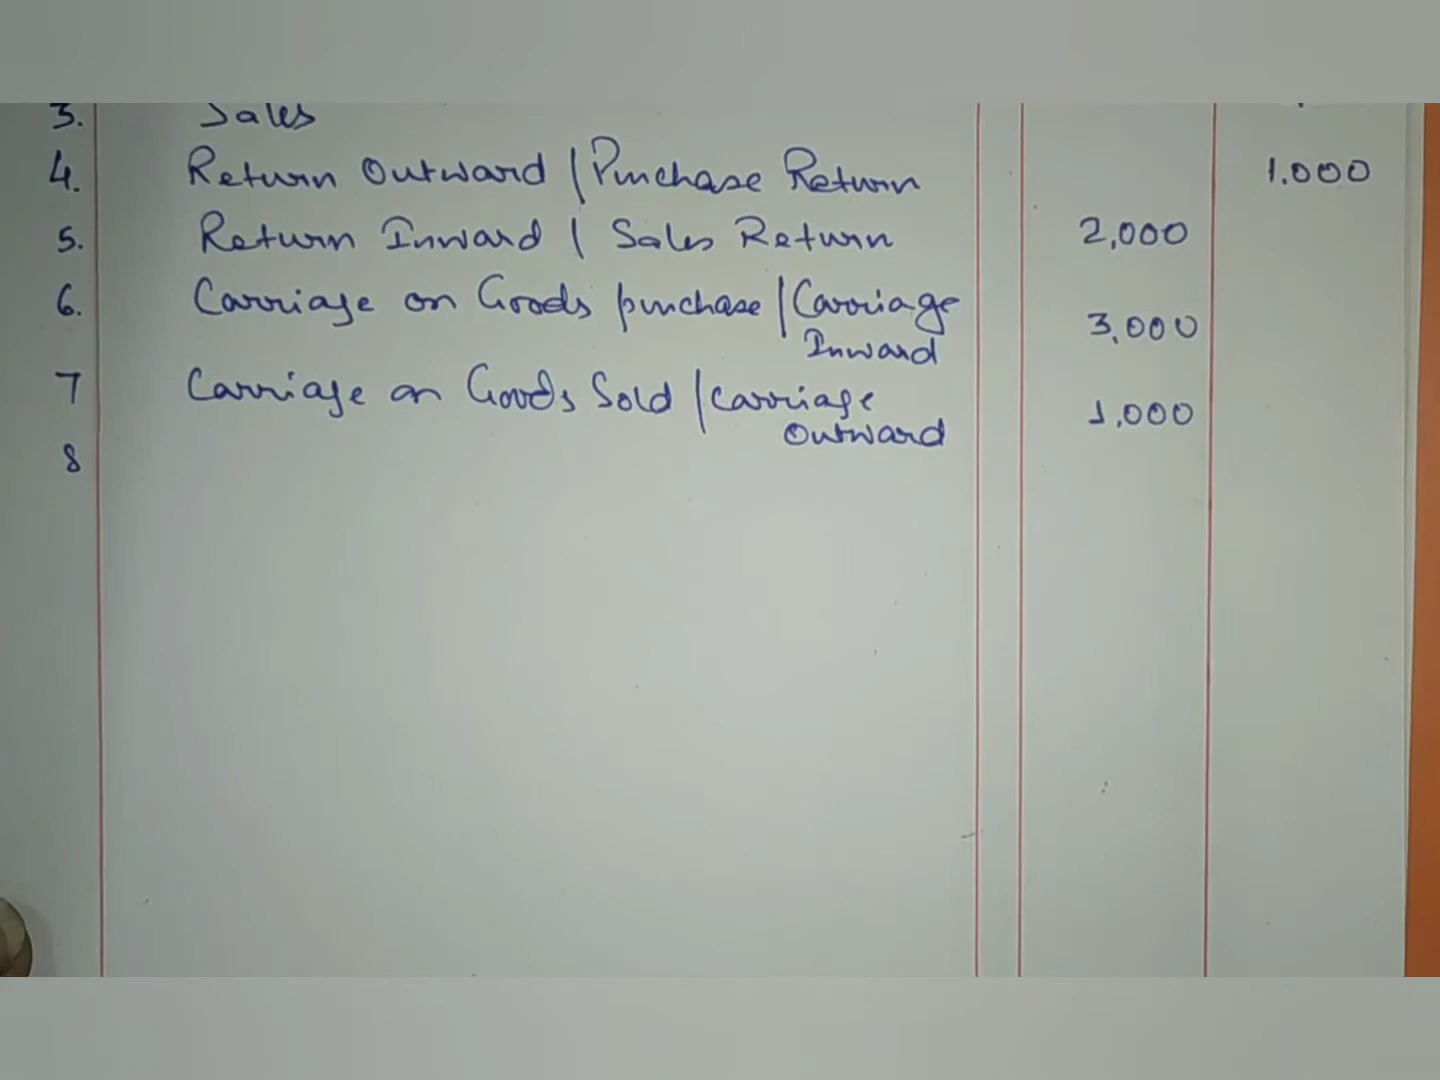 3. Sales
4. Return Outward | Purchase Return 1.000
5. Return Inward | Sales Return 2,000
6. Carriage on Goods purchase | Carriage
Inward 3,000
7 Carriage on Goods Sold | Carriage
Outward 1,000
8